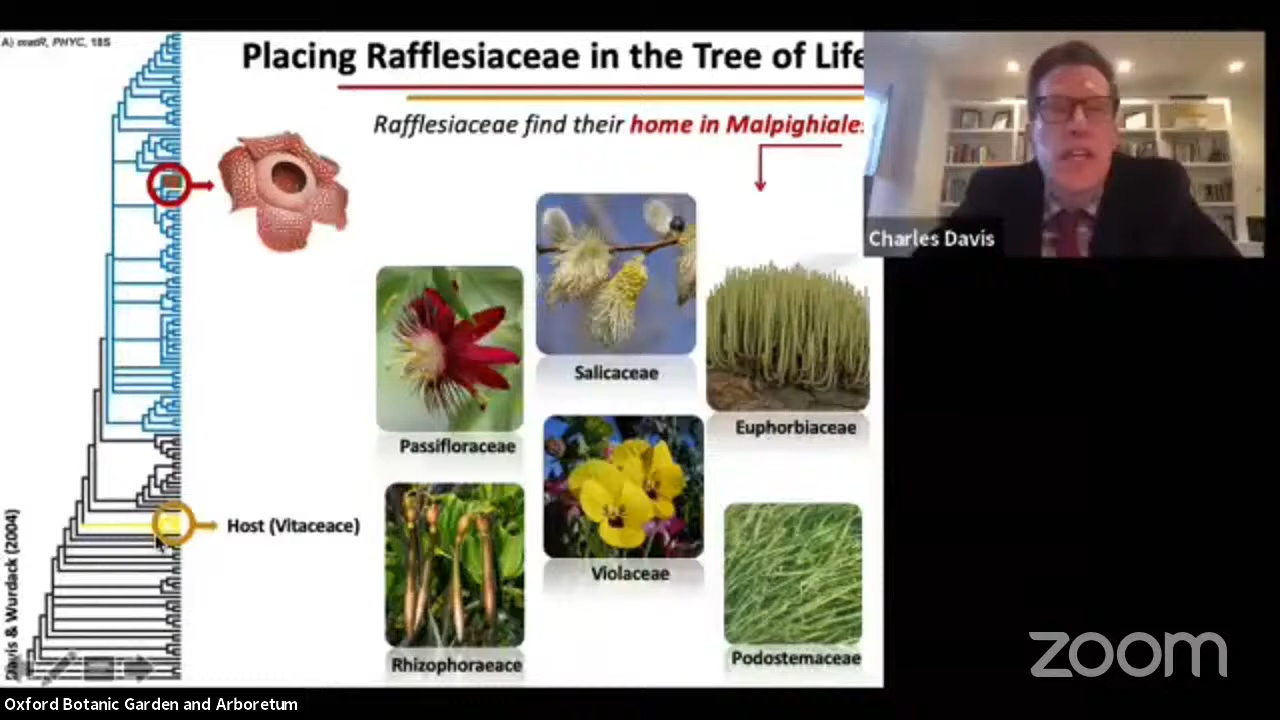 A) matR, PHYC, 18S
Placing Rafflesiaceae in the Tree of Life
Rafflesiaceae find their home in Malpighiales
Charles Davis
Salicaceae
Euphorbiaceae
Passifloraceae
Host (Vitaceace)
Violaceae
Rhizophoraeace
Podostemaceae
Davis & Wurdack (2004)
zoom
Oxford Botanic Garden and Arboretum